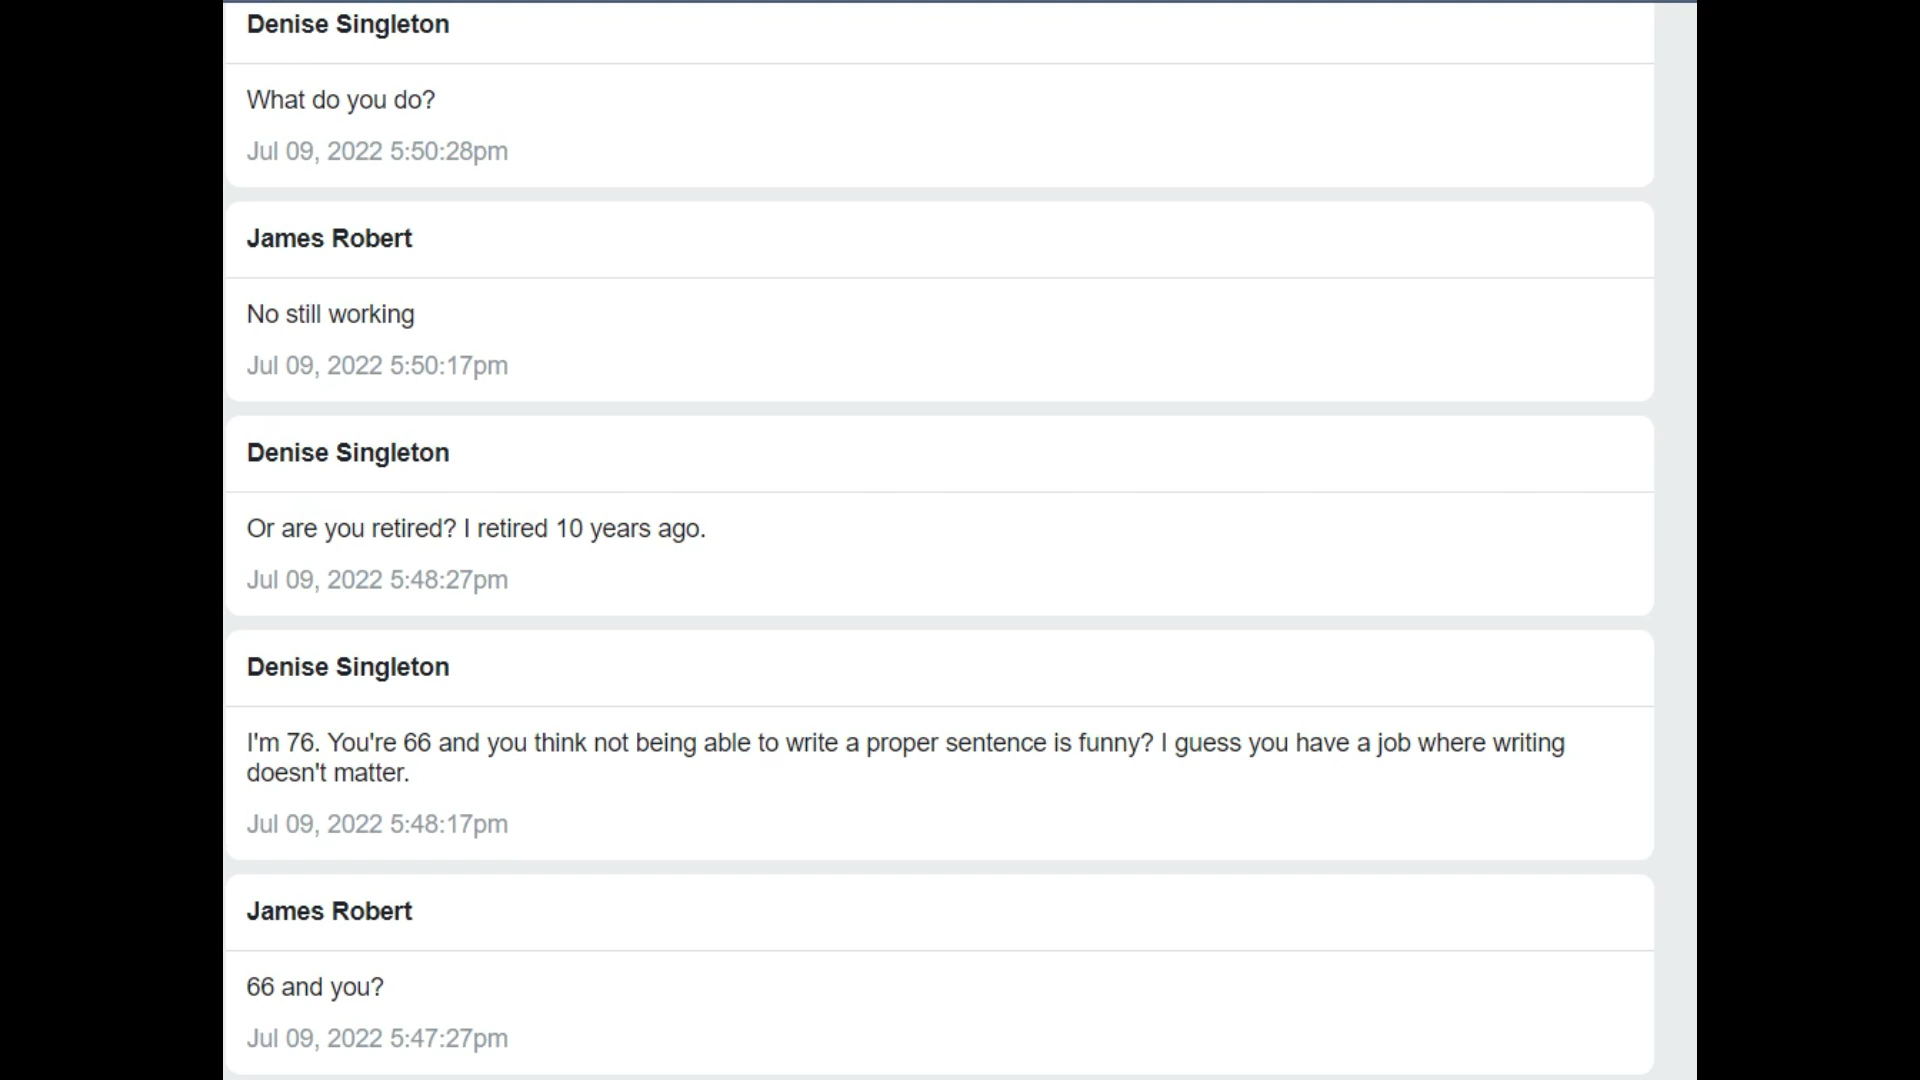 Denise Singleton
What do you do?
Jul 09, 2022 5:50:28pm
James Robert
No still working
Jul 09, 2022 5:50:17pm
Denise Singleton
Or are you retired? I retired 10 years ago.
Jul 09, 2022 5:48:27pm
Denise Singleton
I'm 76. You're 66 and you think not being able to write a proper sentence is funny? I guess you have a job where writing
doesn't matter.
Jul 09, 2022 5:48:17pm
James Robert
66 and you?
Jul 09, 2022 5:47:27pm